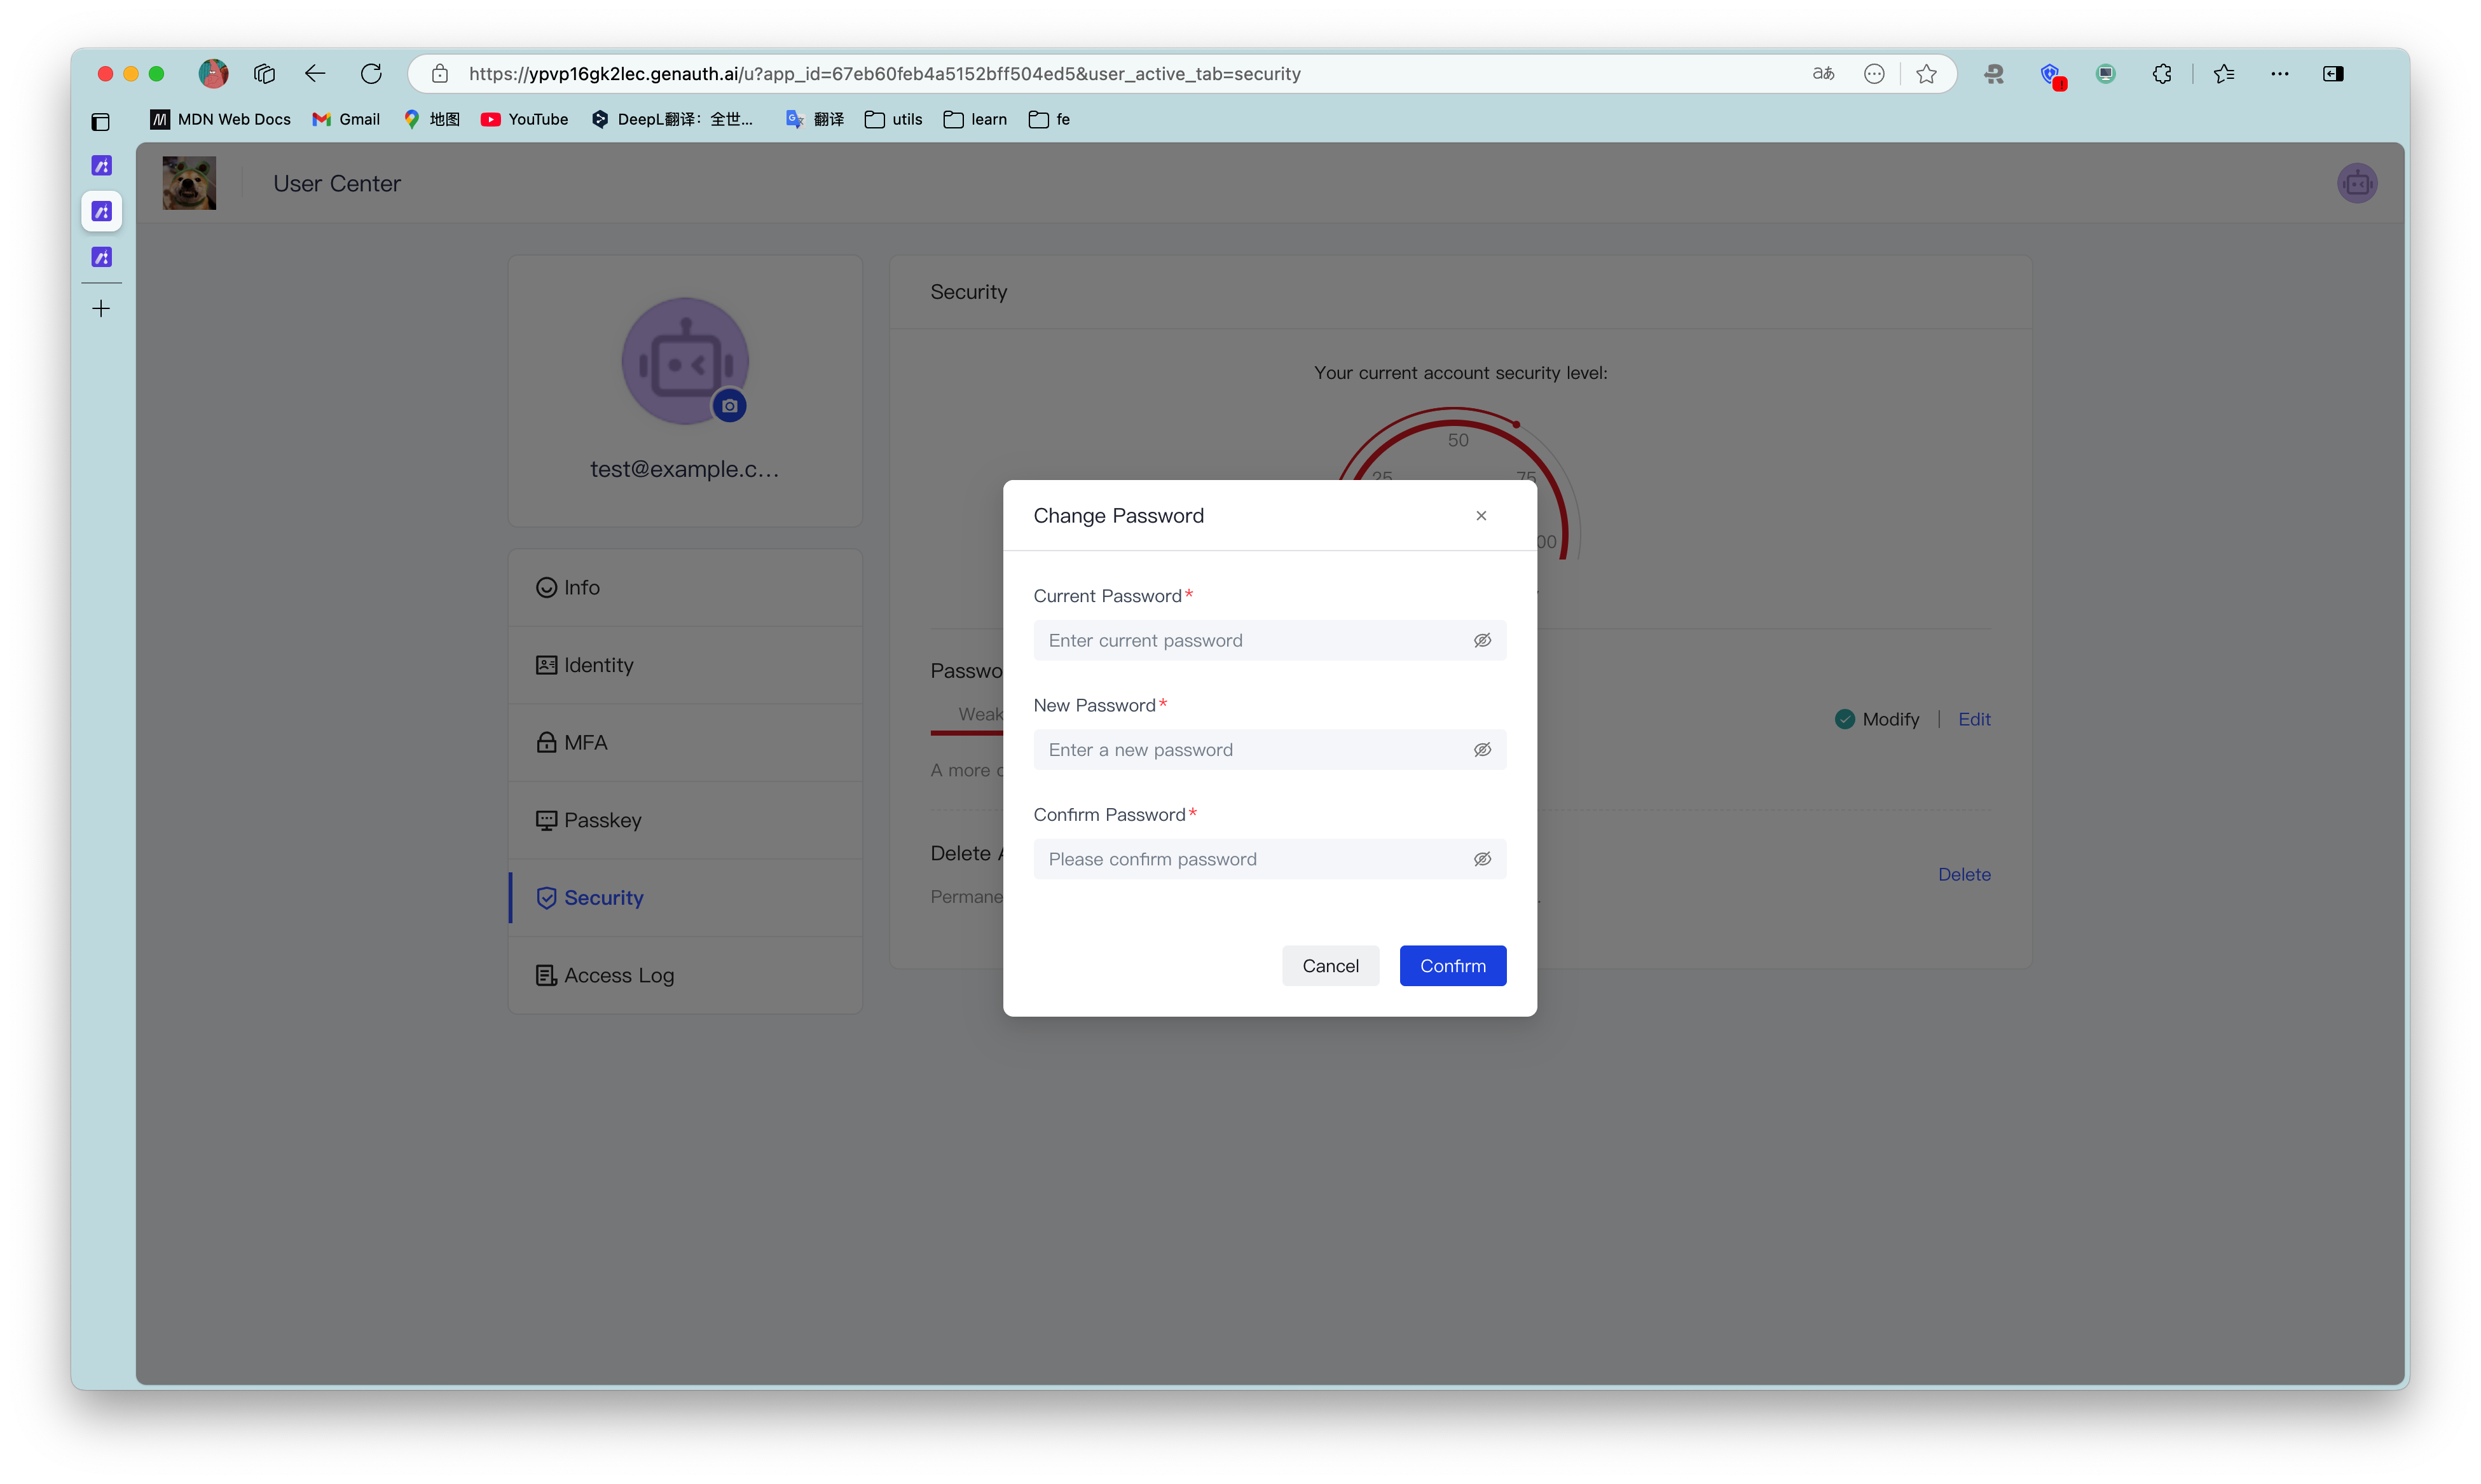 https://ypvp16gk2lec.genauth.ai/u?app_id=67eb60feb4a5152bff504ed5&user_active_tab=security
aあ
MDN Web Docs
Gmail
地图
YouTube
DeepL翻译：全世...
翻译
utils
learn
fe
User Center
test@example.c...
Info
Identity
MFA
Passkey
Security
Access Log
Security
Your current account security level:
50
25
75
00
Weak
Modify
Edit
A more
Delete
Delete
Change Password
Current Password*
Enter current password
New Password*
Enter a new password
Confirm Password*
Please confirm password
Cancel
Confirm